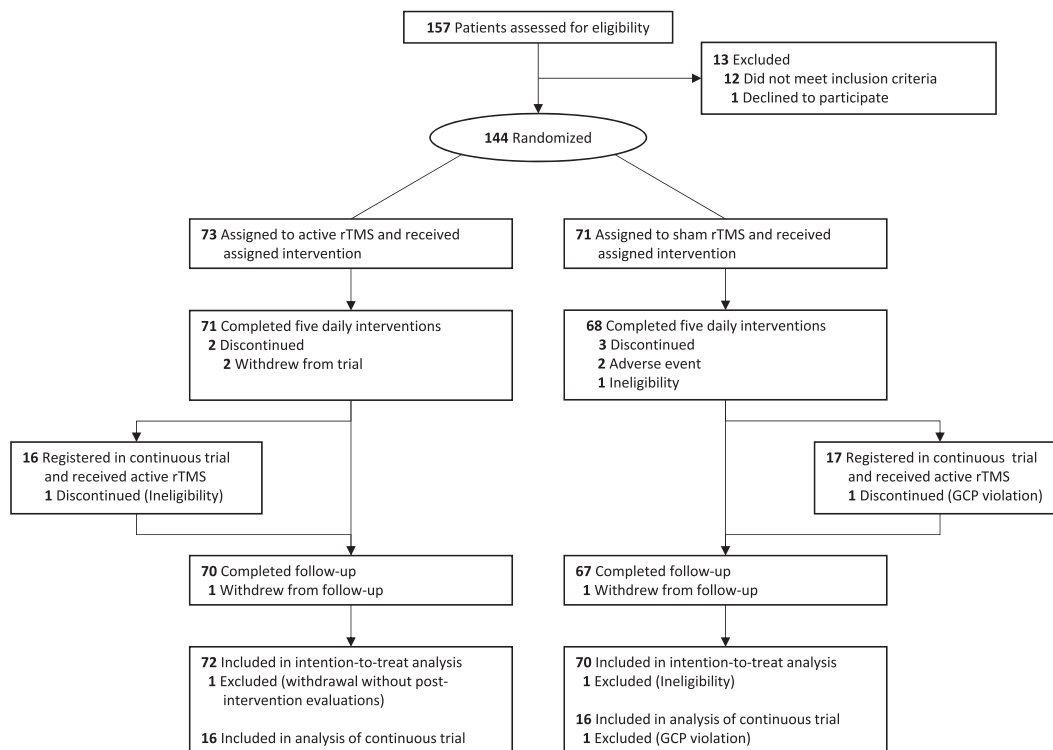 157 Patients assessed for eligibility
13 Excluded
12 Did not meet inclusion criteria
1 Declined to participate
144 Randomized
73 Assigned to active rTMS and received
assigned intervention
71 Assigned to sham rTMS and received
assigned intervention
71 Completed five daily interventions
2 Discontinued
2 Withdrew from trial
68 Completed five daily interventions
3 Discontinued
2 Adverse event
1 Ineligibility
16 Registered in continuous trial
and received active rTMS
1 Discontinued (Ineligibility)
17 Registered in continuous trial
and received active rTMS
1 Discontinued (GCP violation)
70 Completed follow-up
1 Withdrew from follow-up
67 Completed follow-up
1 Withdrew from follow-up
72 Included in intention-to-treat analysis
1 Excluded (withdrawal without post-
intervention evaluations)
16 Included in analysis of continuous trial
70 Included in intention-to-treat analysis
1 Excluded (Ineligibility)
16 Included in analysis of continuous trial
1 Excluded (GCP violation)